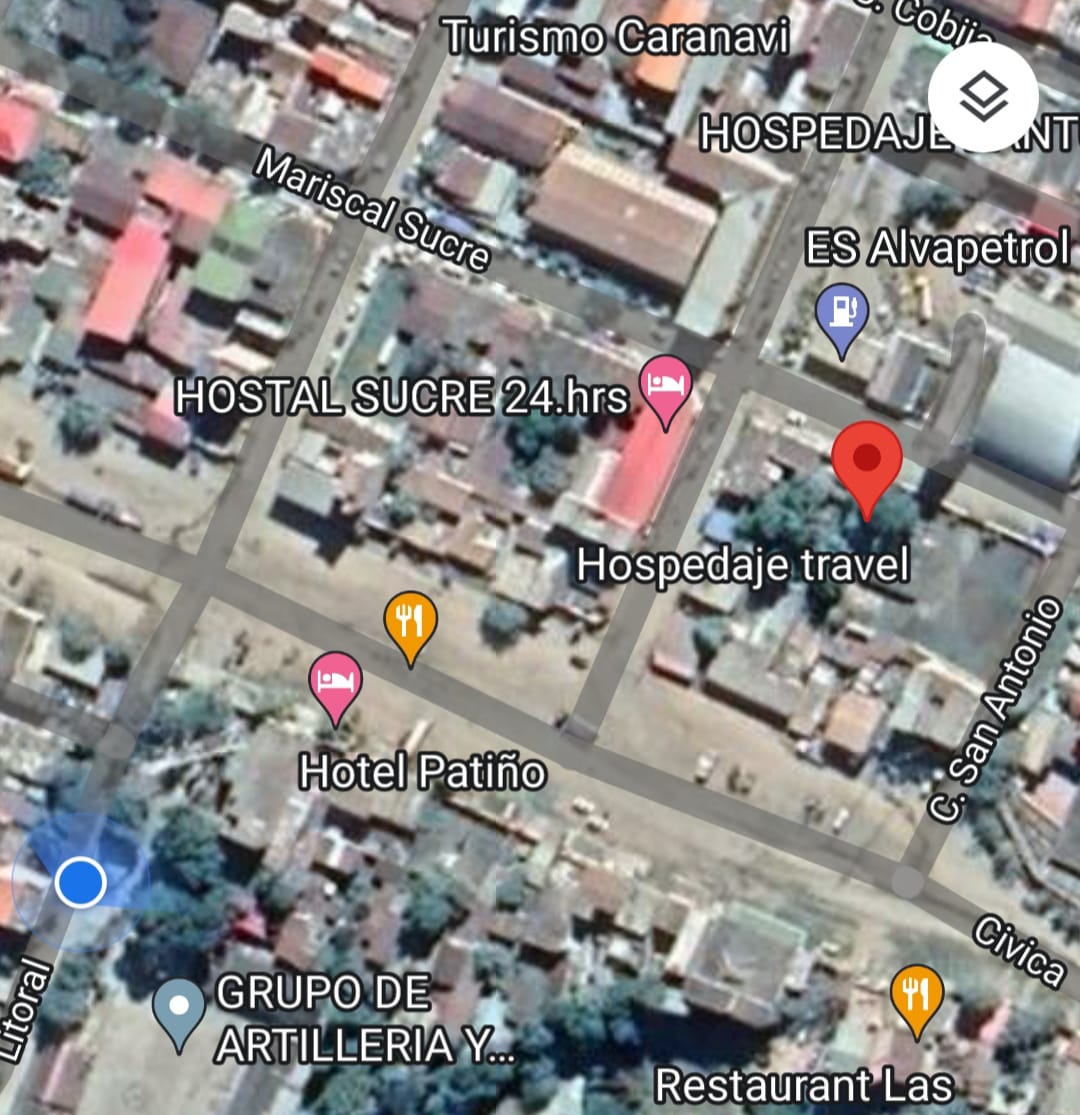 C. Cobija
Turismo Caranavi
HOSPEDAJE
Mariscal Sucre
ES Alvapetrol
HOSTAL SUCRE 24.hrs
Hospedaje travel
C. San Antonio
Hotel Patiño
Civica
Litoral
GRUPO DE
ARTILLERIA Y...
Restaurant Las